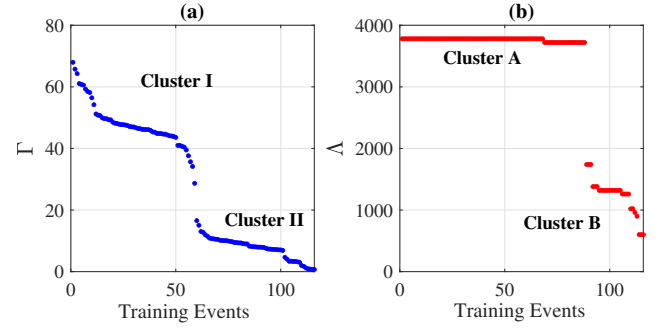 (a)
80
60
40
20
0
Γ
Cluster I
Cluster II
0
50
100
Training Events
(b)
4000
3000
2000
1000
0
Λ
Cluster A
Cluster B
0
50
100
Training Events